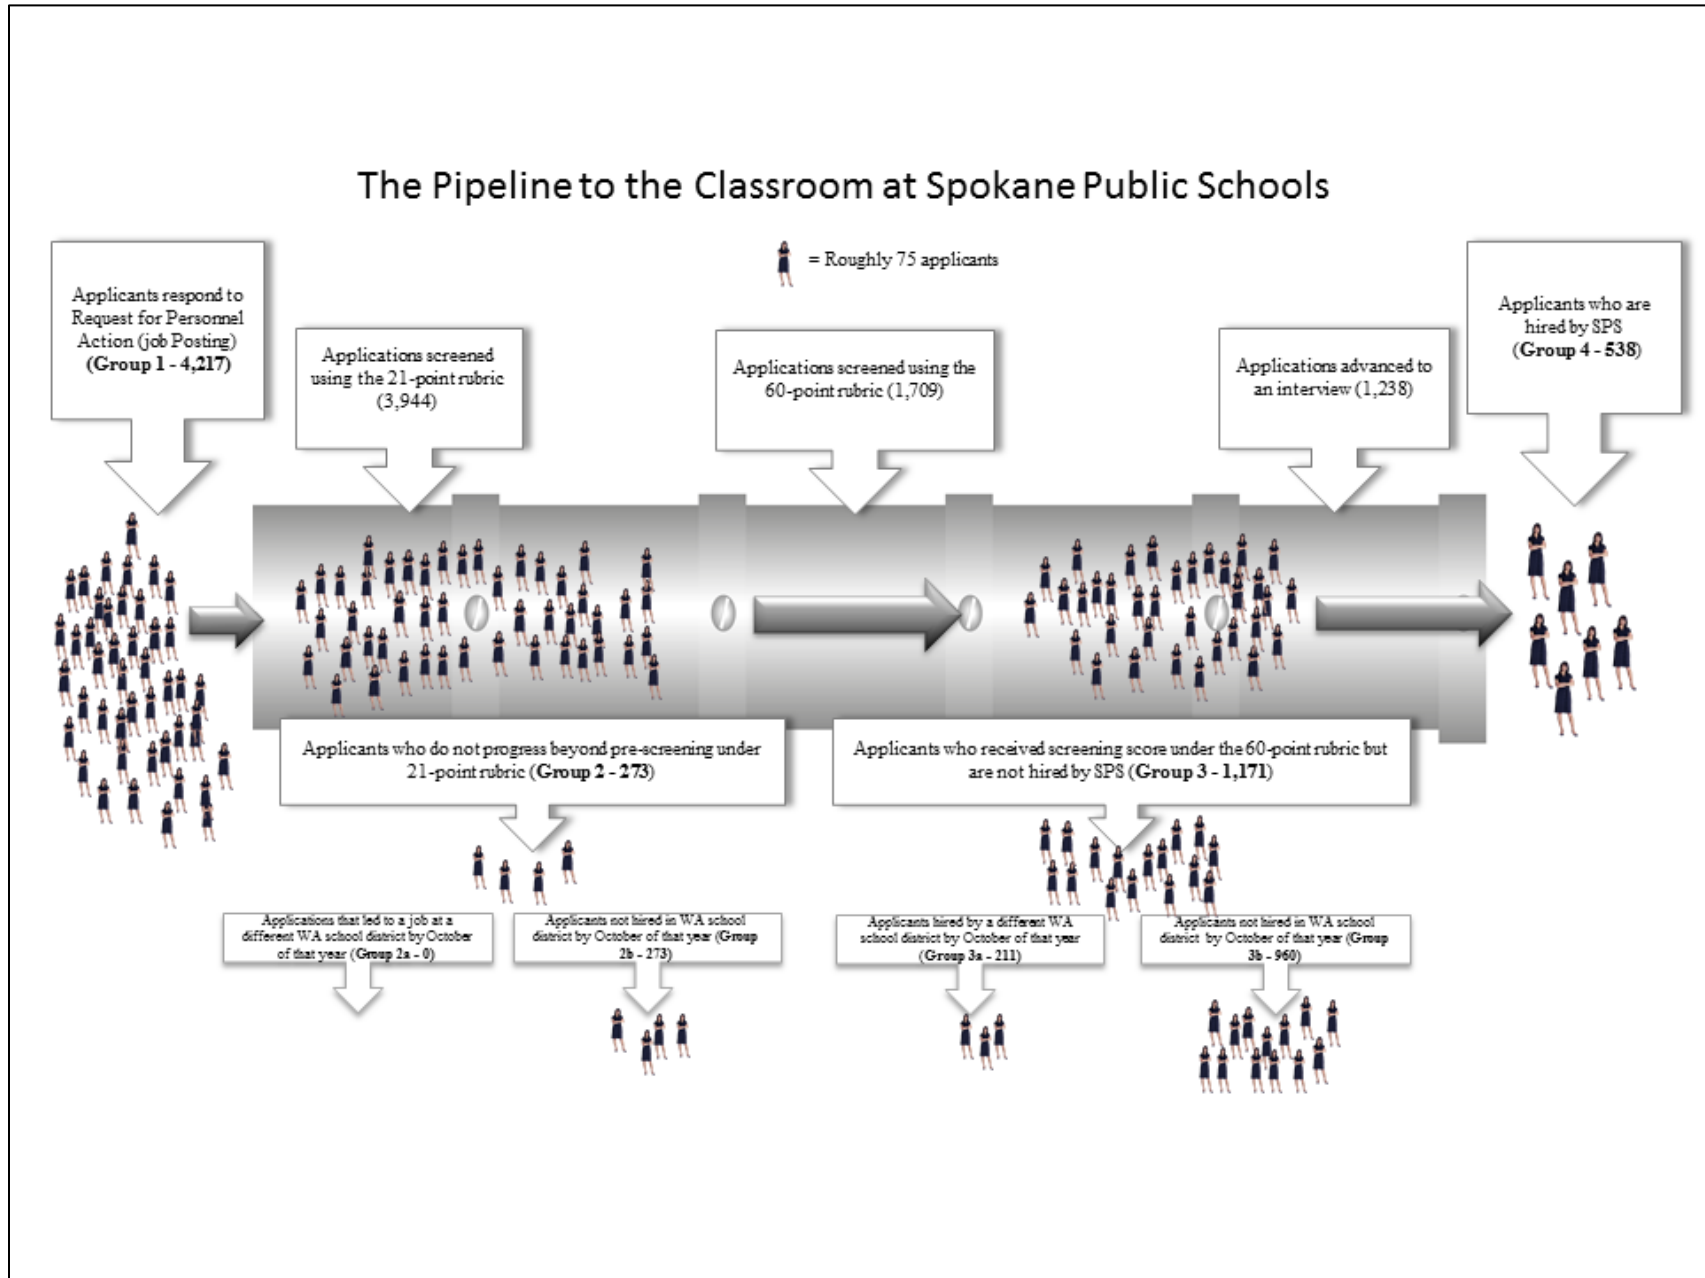 The Pipeline to the Classroom at Spokane Public Schools
= Roughly 75 applicants
Applicants respond to
Request for Personnel
Action (job Posting)
(Group 1 - 4,217)
Applications screened
using the 21-point rubric
(3,944)
Applications screened using the
60-point rubric (1,709)
Applications advanced to
an interview (1,238)
Applicants who are
hired by SPS
(Group 4 - 538)
Applicants who do not progress beyond pre-screening under
21-point rubric (Group 2 - 273)
Applicants who received screening score under the 60-point rubric but
are not hired by SPS (Group 3 - 1,171)
Applications that led to a job at a
different WA school district by October
of that year (Group 2a - 0)
Applicants not hired in WA school
district by October of that year (Group
2b - 273)
Applicants hired by a different WA
school district by October of that year
(Group 3a - 211)
Applicants not hired in WA school
district by October of that year (Group
3b - 960)